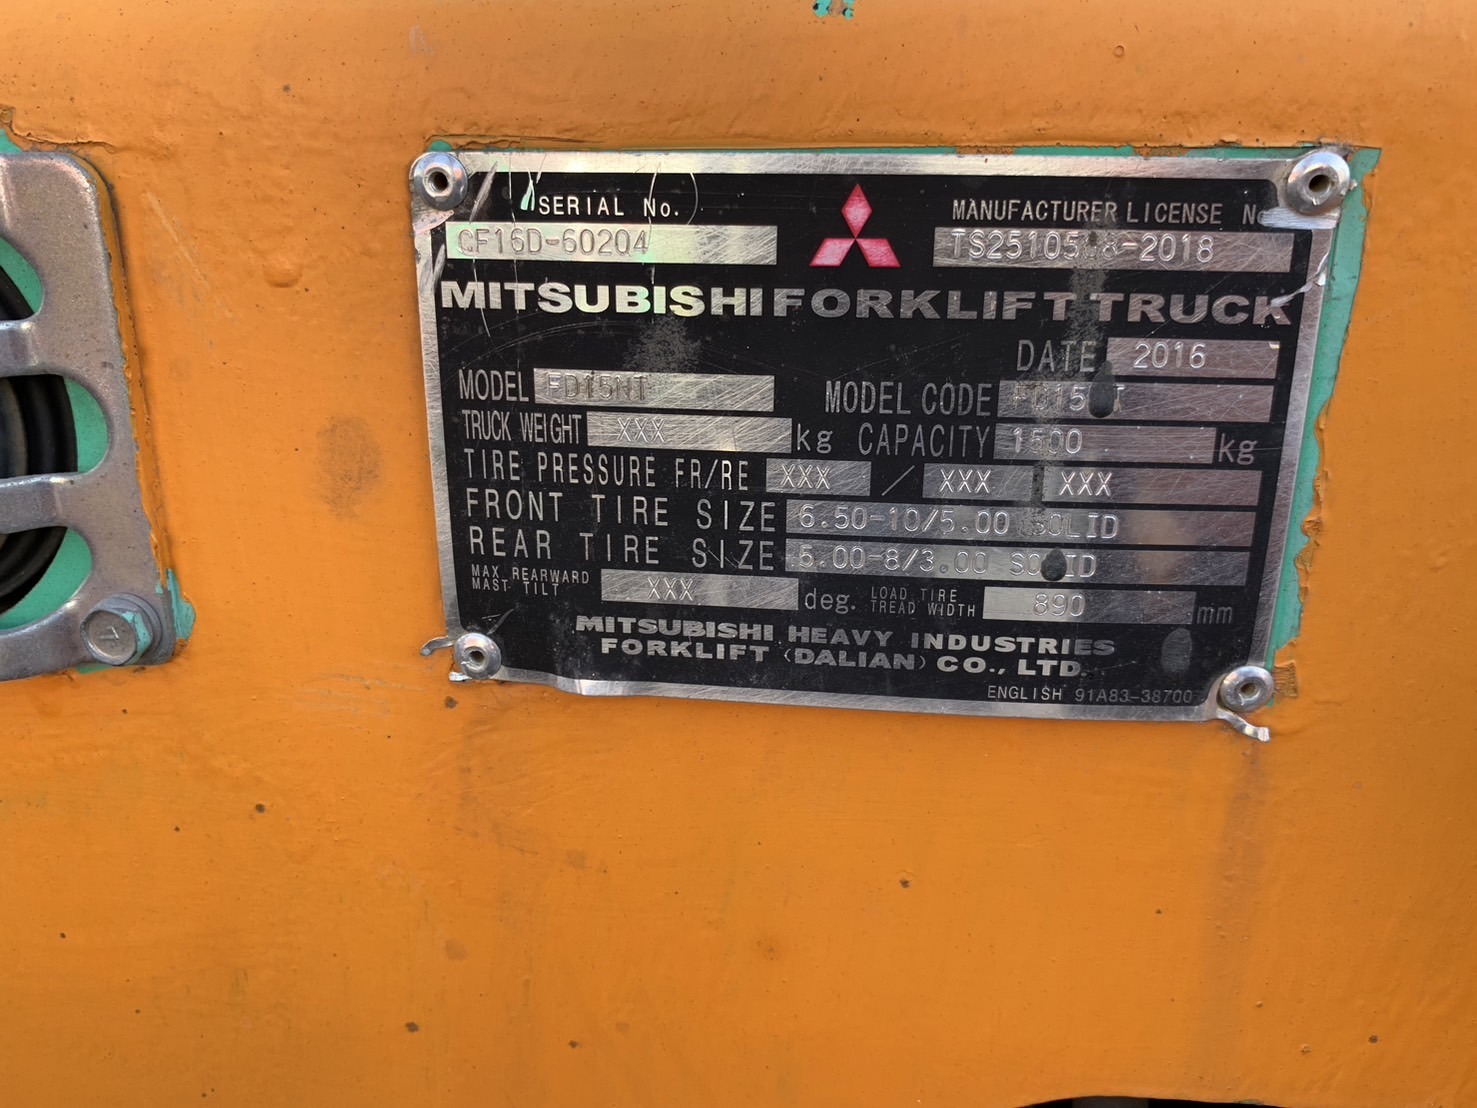 SERIAL No.
CF16D-60204
MANUFACTURER LICENSE No
-2018
MITSUBISHI FORKLIFT TRUCK
DATE 2016
MODEL FD15NT
MODEL CODE
TRUCK WEIGHT XXX kg
CAPACITY 1500 kg
TIRE PRESSURE FR/RE XXX / XXX XXX
FRONT TIRE SIZE 6.50-10/5.00 SOLID
REAR TIRE SIZE 5.00-8/3.00 SOLID
MAX. REARWARD
MAST TILT XXX deg.
LOAD TIRE
TREAD WIDTH 890 mm
MITSUBISHI HEAVY INDUSTRIES
FORKLIFT (DALIAN) CO., LTD.
ENGLISH 91A83-38700